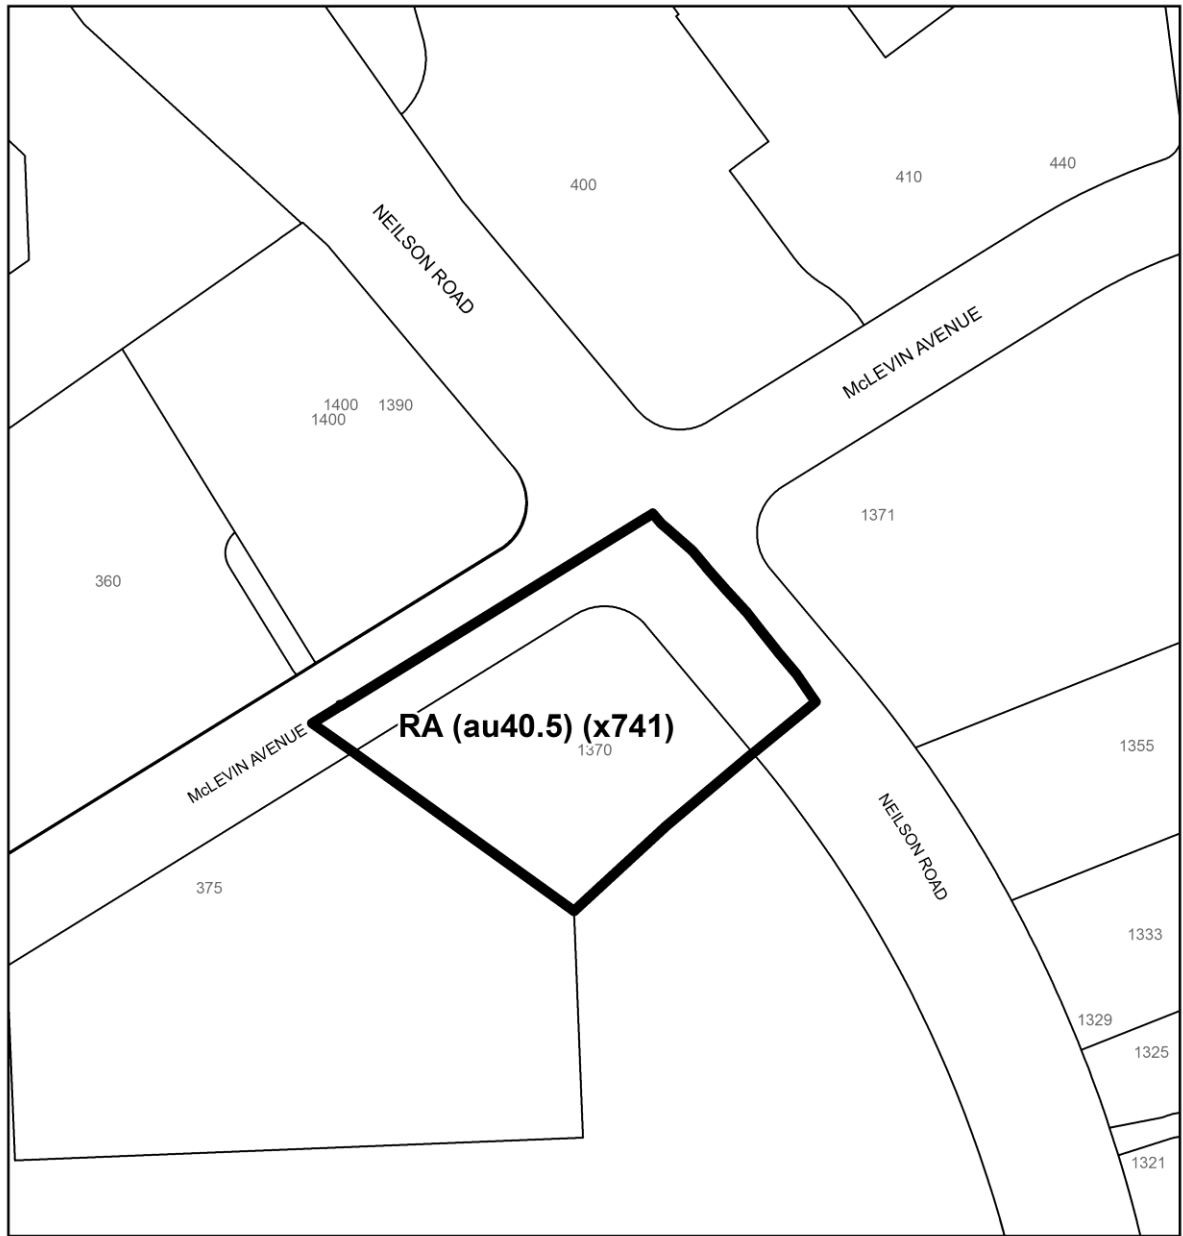 440
410
400
NEILSON ROAD
McLEVIN AVENUE
1400 1390
1400
1371
360
RA (au40.5) (x741)
1370
McLEVIN AVENUE
1355
NEILSON ROAD
375
1333
1329
1325
1321